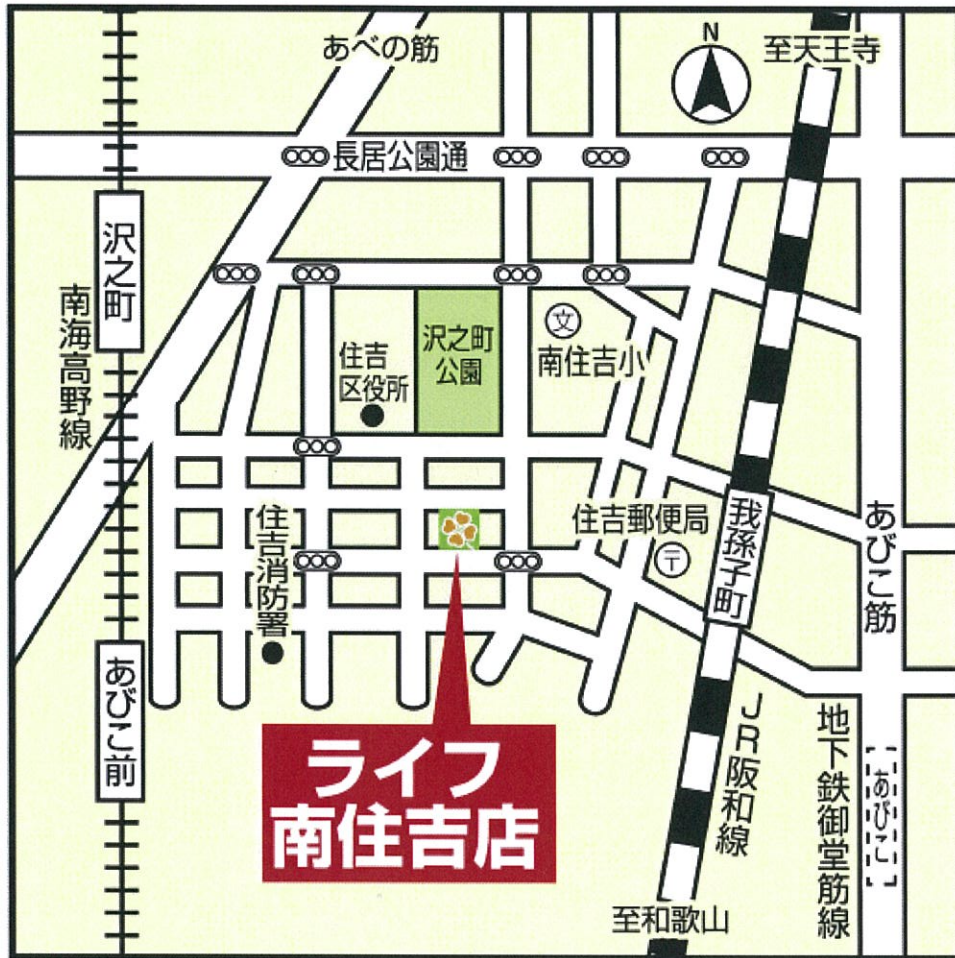 あべの筋
N
至天王寺
長居公園通
沢之町
南海高野線
住吉
区役所
沢之町
公園
文
南住吉小
住吉消防署
住吉郵便局
〒
我孫子町
あびこ筋
あびこ前
ライフ
南住吉店
JR阪和線
地下鉄御堂筋線
あびこ
至和歌山